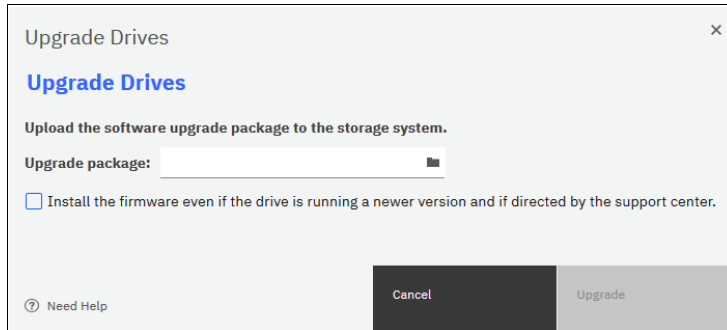 Upgrade Drives
Upgrade Drives
Upload the software upgrade package to the storage system.
Upgrade package:
Install the firmware even if the drive is running a newer version and if directed by the support center.
Need Help
Cancel
Upgrade